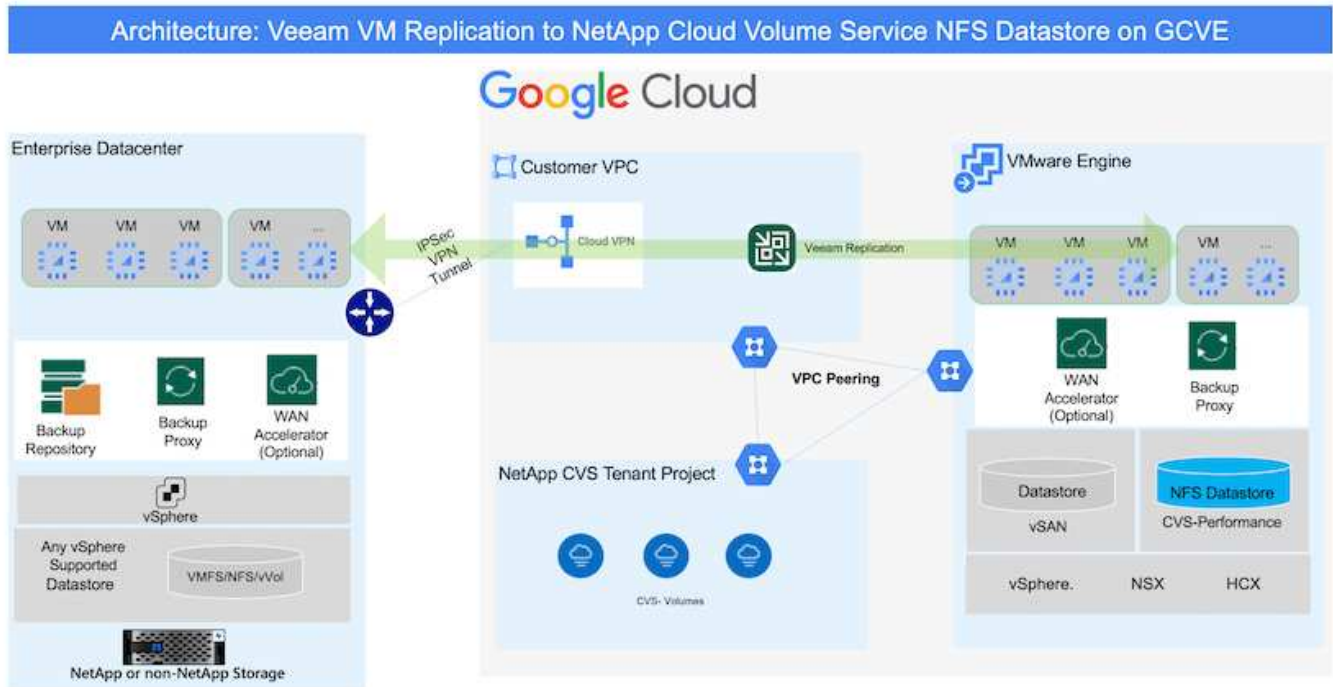 Architecture: Veeam VM Replication to NetApp Cloud Volume Service NFS Datastore on GCVE
Google Cloud
Enterprise Datacenter
VM VM VM VM ...
IPSec
VPN
Tunnel
Backup
Repository
Backup
Proxy
WAN
Accelerator
(Optional)
vSphere
Any vSphere
Supported
Datastore
VMFS/NFS/vVol
NetApp or non-NetApp Storage
Customer VPC
Cloud VPN
Veeam Replication
VPC Peering
NetApp CVS Tenant Project
CVS- Volumes
VMware Engine
VM VM VM VM ...
WAN
Accelerator
(Optional)
Backup
Proxy
Datastore
vSAN
NFS Datastore
CVS-Performance
vSphere. NSX HCX